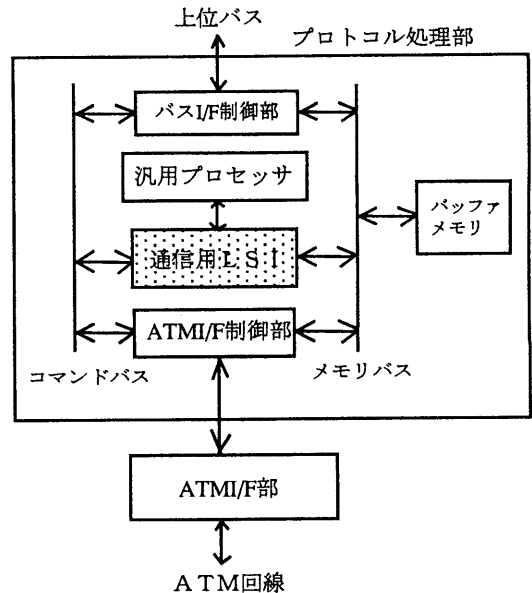 上位バス
プロトコル処理部
バスI/F制御部
汎用プロセッサ
バッファ
メモリ
通信用ＬＳＩ
ATMI/F制御部
コマンドバス
メモリバス
ATMI/F部
ＡＴＭ回線